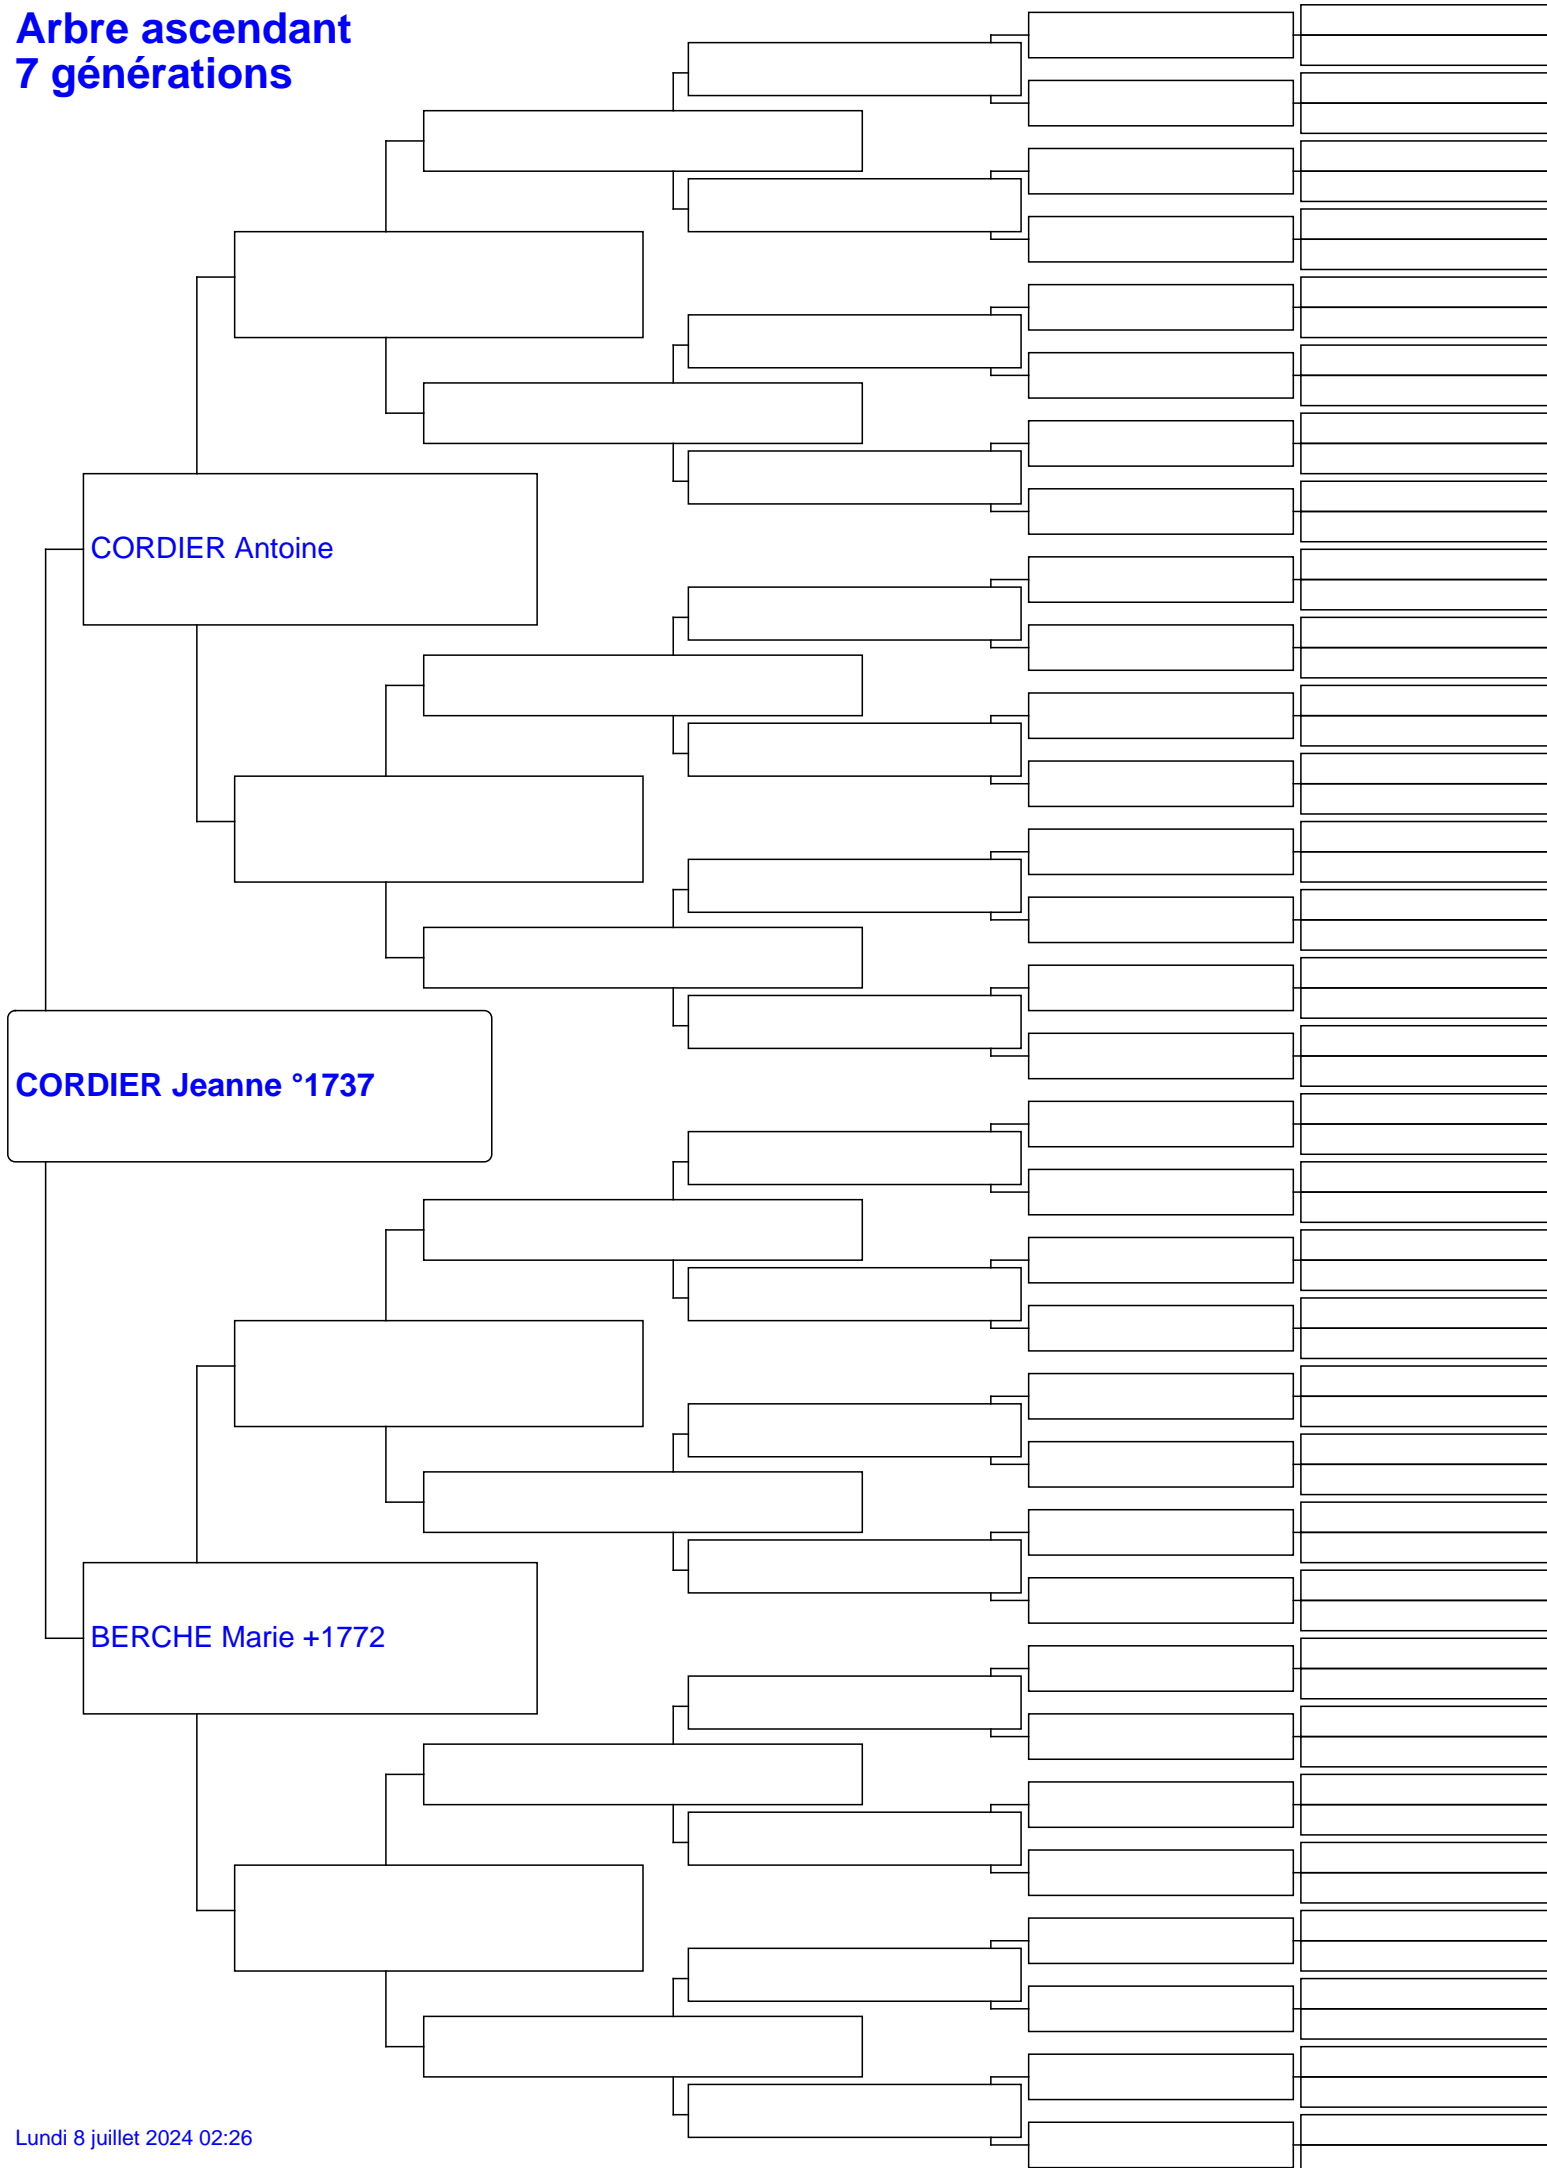 Arbre ascendant
7 générations
CORDIER Antoine
CORDIER Jeanne °1737
BERCHE Marie +1772
Lundi 8 juillet 2024 02:26